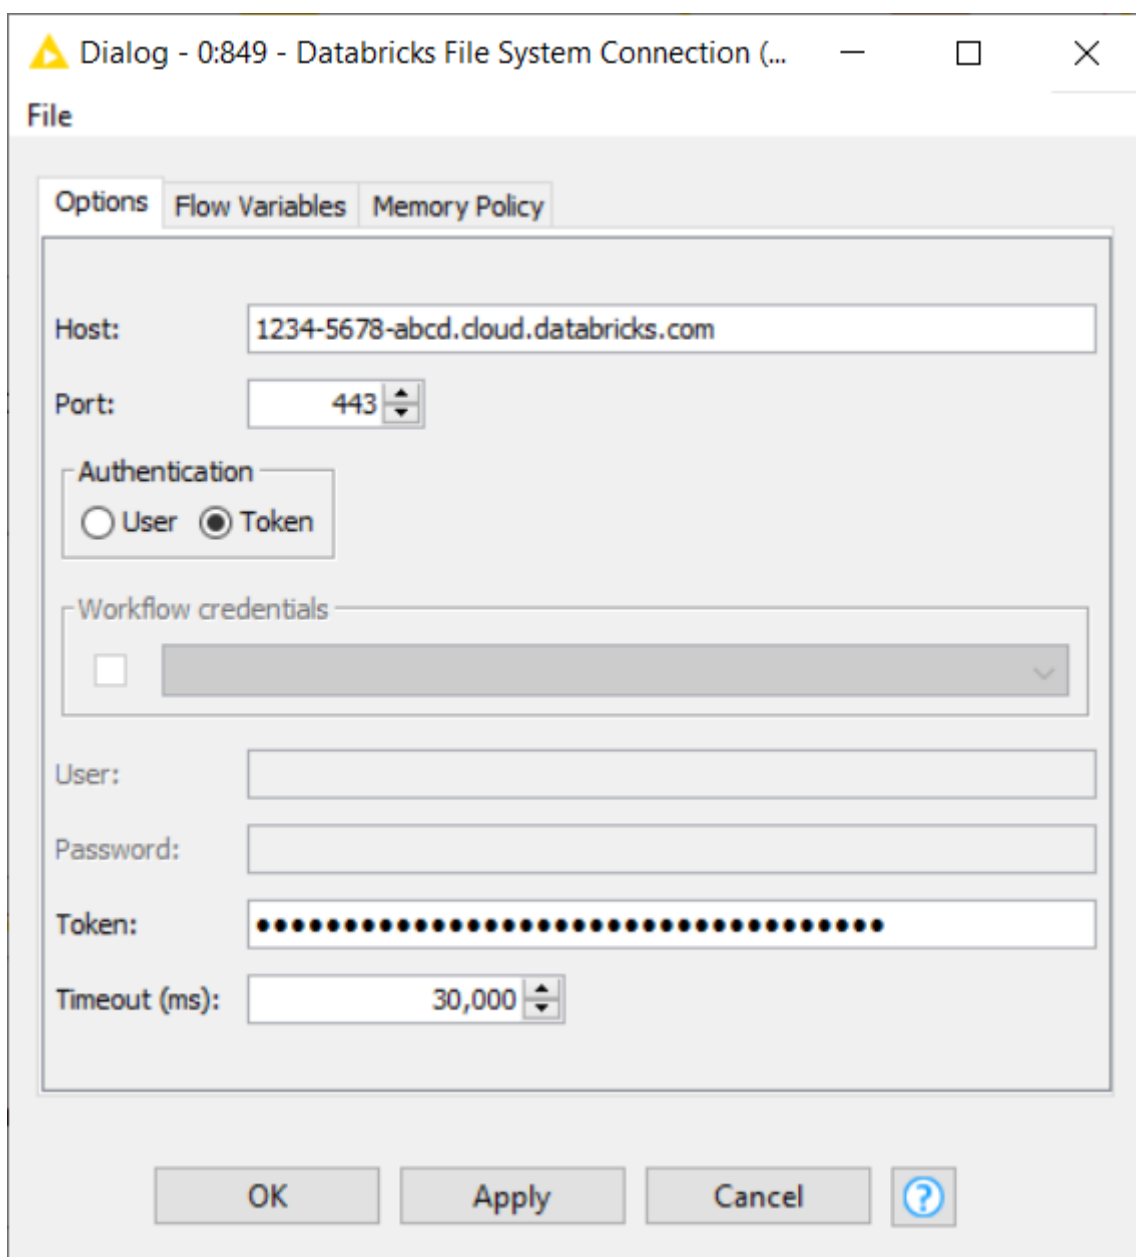 Dialog - 0:849 - Databricks File System Connection (...
File
Options Flow Variables Memory Policy
Host: 1234-5678-abcd.cloud.databricks.com
Port: 443
Authentication
User Token
Workflow credentials
User:
Password:
Token: ••••••••••••••••••••••••••••••••••••
Timeout (ms): 30,000
OK Apply Cancel ?